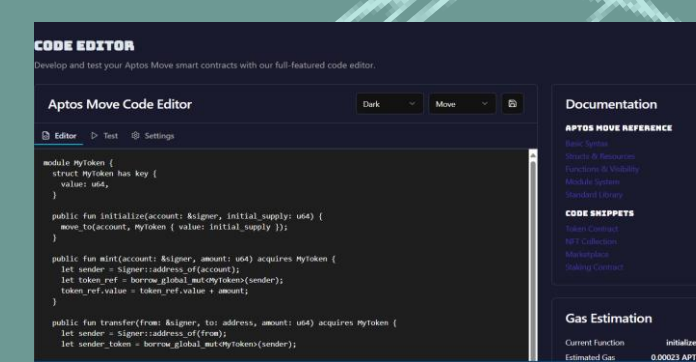 CODE EDITOR
Develop and test your Aptos Move smart contracts with our full-featured code editor.
Aptos Move Code Editor
Dark
Move
Editor
Test
Settings
module MyToken {
struct MyToken has key {
value: u64,
}
public fun initialize(account: &signer, initial_supply: u64) {
move_to(account, MyToken { value: initial_supply });
}
public fun mint(account: &signer, amount: u64) acquires MyToken {
let sender = Signer::address_of(account);
let token_ref = borrow_global_mut<MyToken>(sender);
token_ref.value = token_ref.value + amount;
}
public fun transfer(from: &signer, to: address, amount: u64) acquires MyToken {
let sender = Signer::address_of(from);
let sender_token = borrow_global_mut<MyToken>(sender);
Documentation
APTOS MOVE REFERENCE
Basic Syntax
Structs & Resources
Functions & Visibility
Module System
Standard Library
CODE SNIPPETS
Token Contract
NFT Collection
Marketplace
Staking Contract
Gas Estimation
Current Function
initialize
Estimated Gas
0.00023 APT